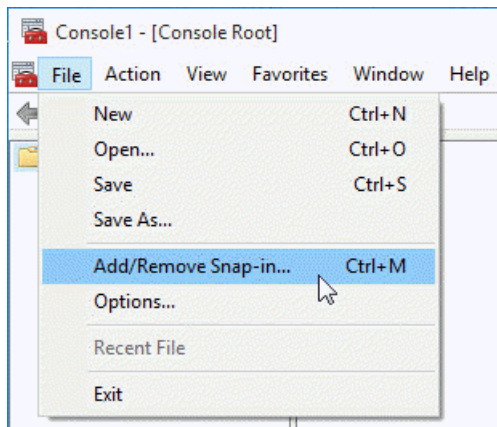 Console1 - [Console Root]
File Action View Favorites Window Help
New Ctrl+N
Open... Ctrl+O
Save Ctrl+S
Save As...
Add/Remove Snap-in... Ctrl+M
Options...
Recent File
Exit